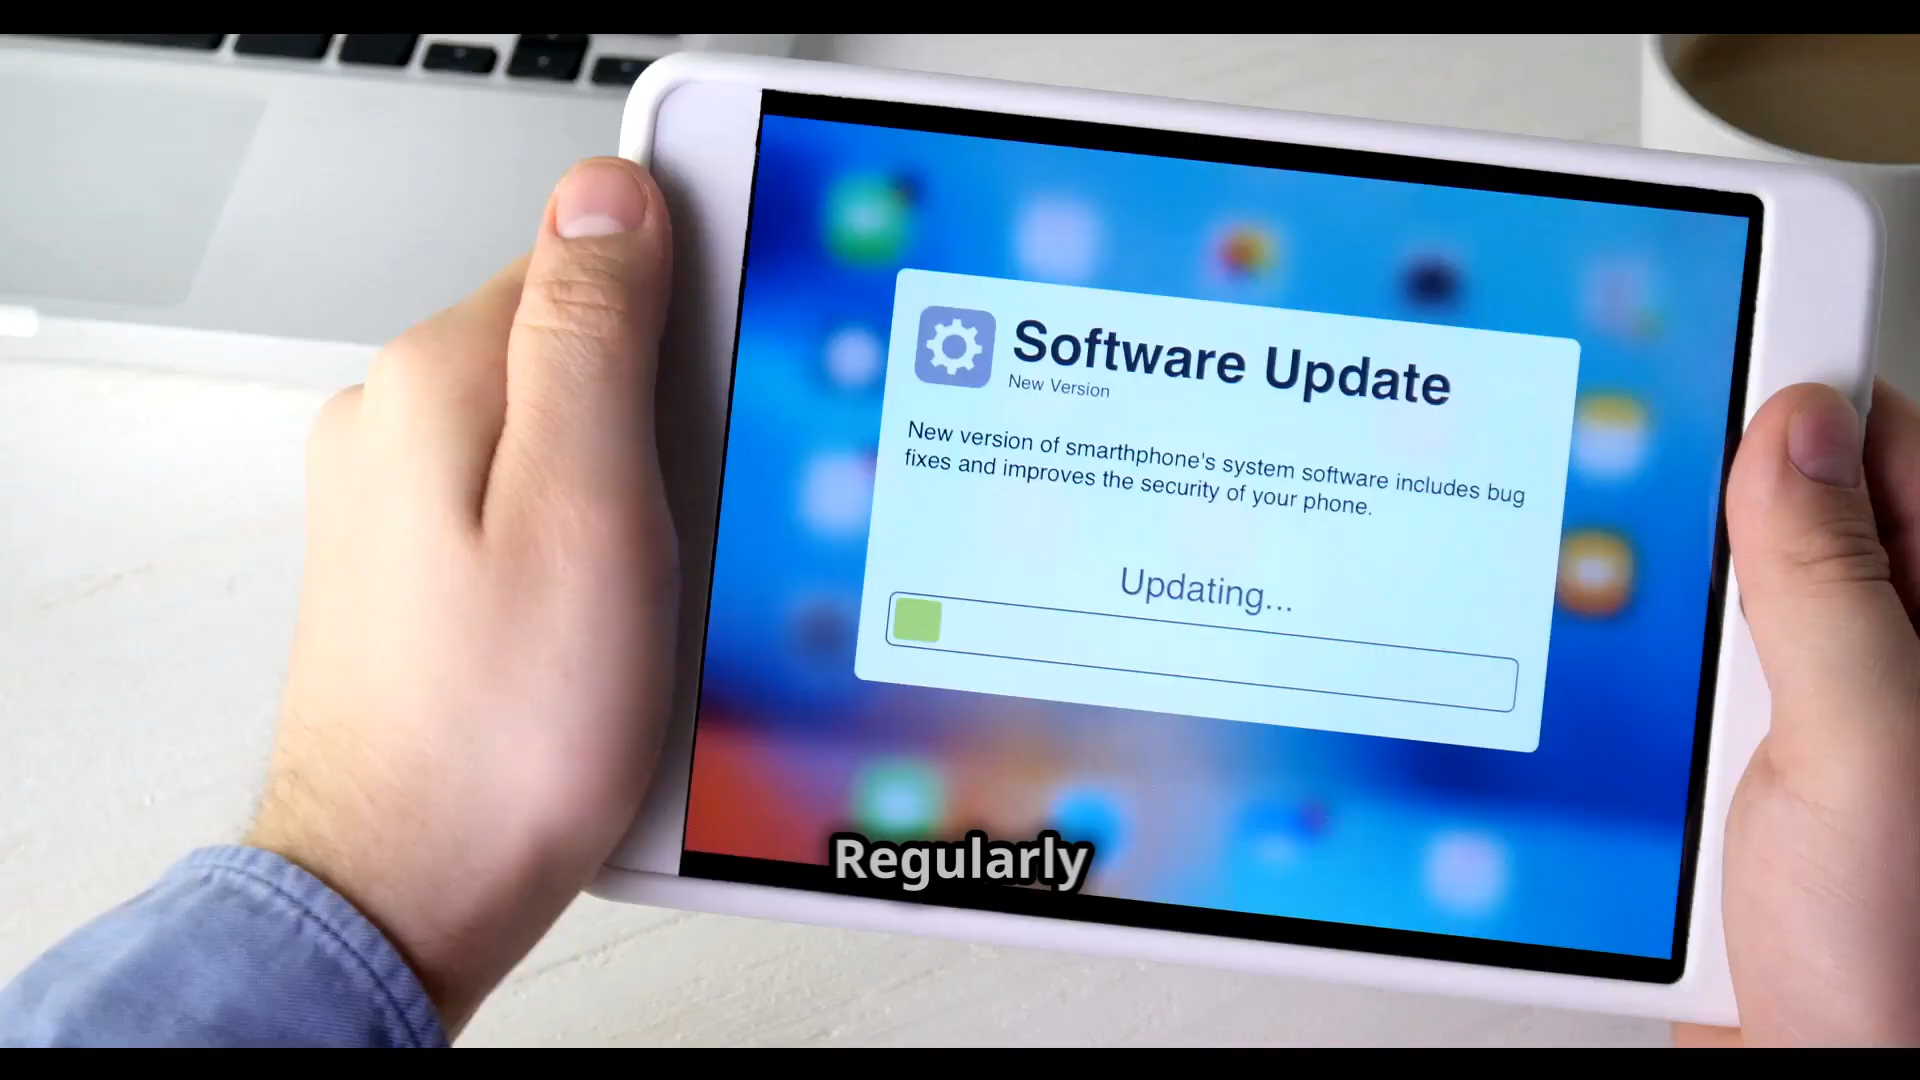 Software Update
New Version
New version of smarthphone's system software includes bug
fixes and improves the security of your phone.
Updating...
Regularly